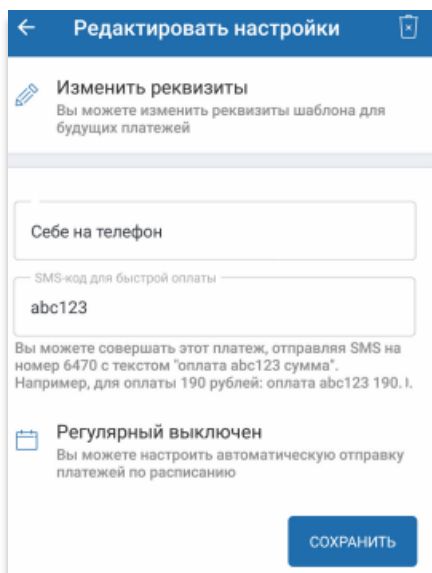 Редактировать настройки
Изменить реквизиты
Вы можете изменить реквизиты шаблона для
будущих платежей
Себе на телефон
SMS-код для быстрой оплаты
abc123
Вы можете совершать этот платеж, отправляя SMS на
номер 6470 с текстом "оплата abc123 сумма".
Например, для оплаты 190 рублей: оплата abc123 190.
Регулярный выключен
Вы можете настроить автоматическую отправку
платежей по расписанию
СОХРАНИТЬ